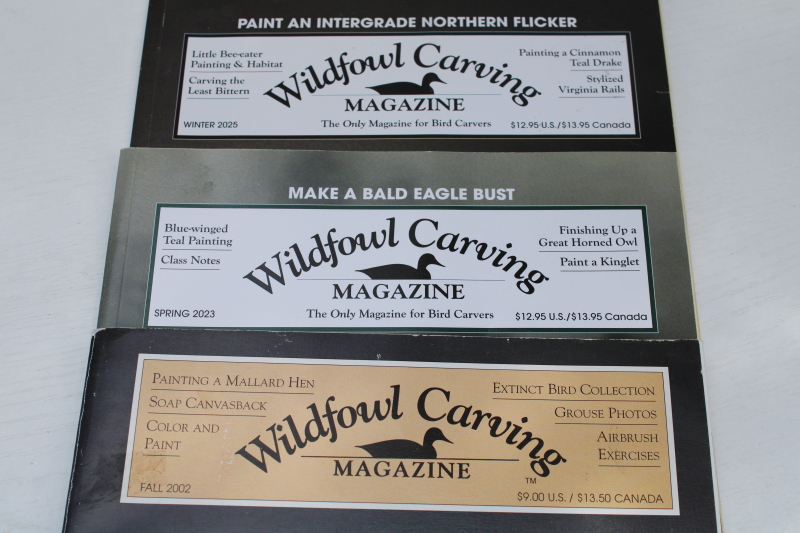 PAINT AN INTERGRADE NORTHERN FLICKER
Little Bee-eater
Painting & Habitat
Carving the
Least Bittern
WINTER 2025
Wildfowl Carving
MAGAZINE
The Only Magazine for Bird Carvers
Painting a Cinnamon
Teal Drake
Stylized
Virginia Rails
$12.95 U.S./$13.95 Canada
MAKE A BALD EAGLE BUST
Blue-winged
Teal Painting
Class Notes
SPRING 2023
Wildfowl Carving
MAGAZINE
The Only Magazine for Bird Carvers
Finishing Up a
Great Horned Owl
Paint a Kinglet
$12.95 U.S./$13.95 Canada
PAINTING A MALLARD HEN
SOAP CANVASBACK
COLOR AND
PAINT
FALL 2002
Wildfowl Carving
MAGAZINE
TM
EXTINCT BIRD COLLECTION
GROUSE PHOTOS
AIRBRUSH
EXERCISES
$9.00 U.S. / $13.50 CANADA